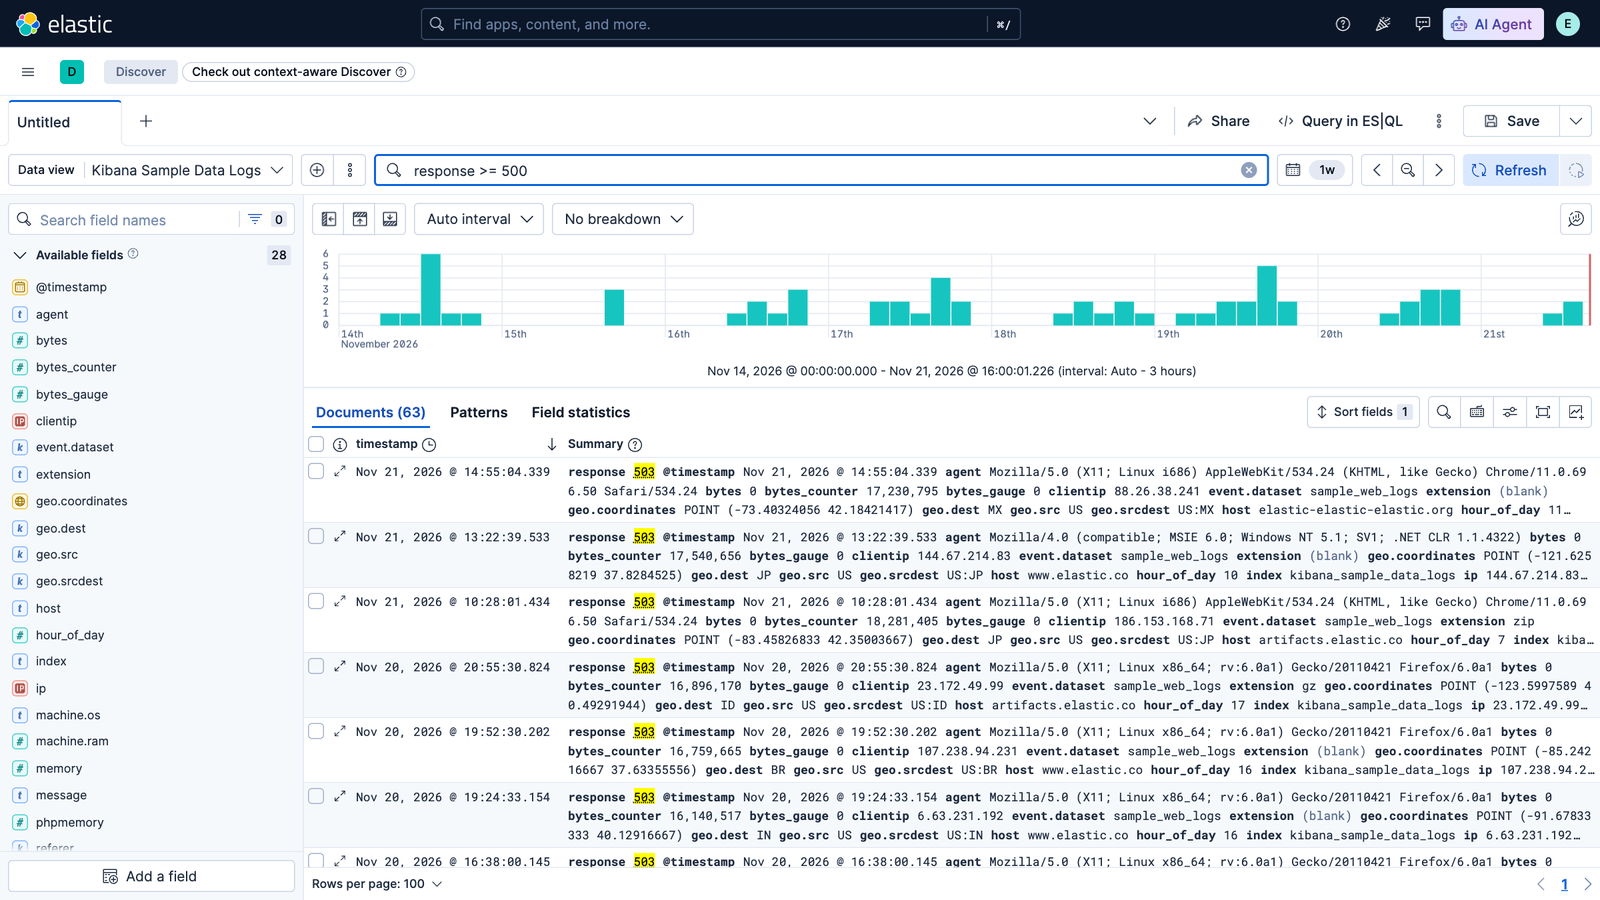 elastic
Find apps, content, and more.
⌘/
AI Agent
E
D
Discover
Check out context-aware Discover
Untitled
Share
Query in ES|QL
Save
Data view
Kibana Sample Data Logs
response >= 500
1w
Refresh
Search field names
0
Auto interval
No breakdown
Available fields
28
@timestamp
agent
bytes
bytes_counter
bytes_gauge
clientip
event.dataset
extension
geo.coordinates
geo.dest
geo.src
geo.srcdest
host
hour_of_day
index
ip
machine.os
machine.ram
memory
message
phpmemory
referer
Add a field
6
5
4
3
2
1
0
14th
November 2026
15th
16th
17th
18th
19th
20th
21st
Nov 14, 2026 @ 00:00:00.000 - Nov 21, 2026 @ 16:00:01.226 (interval: Auto - 3 hours)
Documents (63)
Patterns
Field statistics
Sort fields 1
timestamp
Summary
Nov 21, 2026 @ 14:55:04.339
response 503 @timestamp Nov 21, 2026 @ 14:55:04.339 agent Mozilla/5.0 (X11; Linux i686) AppleWebKit/534.24 (KHTML, like Gecko) Chrome/11.0.69
6.50 Safari/534.24 bytes 0 bytes_counter 17,230,795 bytes_gauge 0 clientip 88.26.38.241 event.dataset sample_web_logs extension (blank)
geo.coordinates POINT (-73.40324056 42.18421417) geo.dest MX geo.src US geo.srcdest US:MX host elastic-elastic-elastic.org hour_of_day 11…
Nov 21, 2026 @ 13:22:39.533
response 503 @timestamp Nov 21, 2026 @ 13:22:39.533 agent Mozilla/4.0 (compatible; MSIE 6.0; Windows NT 5.1; SV1; .NET CLR 1.1.4322) bytes 0
bytes_counter 17,540,656 bytes_gauge 0 clientip 144.67.214.83 event.dataset sample_web_logs extension (blank) geo.coordinates POINT (-121.625
8219 37.8284525) geo.dest JP geo.src US geo.srcdest US:JP host www.elastic.co hour_of_day 10 index kibana_sample_data_logs ip 144.67.214.83…
Nov 21, 2026 @ 10:28:01.434
response 503 @timestamp Nov 21, 2026 @ 10:28:01.434 agent Mozilla/5.0 (X11; Linux i686) AppleWebKit/534.24 (KHTML, like Gecko) Chrome/11.0.69
6.50 Safari/534.24 bytes 0 bytes_counter 18,281,405 bytes_gauge 0 clientip 186.153.168.71 event.dataset sample_web_logs extension zip
geo.coordinates POINT (-83.45826833 42.35003667) geo.dest JP geo.src US geo.srcdest US:JP host artifacts.elastic.co hour_of_day 7 index kiba…
Nov 20, 2026 @ 20:55:30.824
response 503 @timestamp Nov 20, 2026 @ 20:55:30.824 agent Mozilla/5.0 (X11; Linux x86_64; rv:6.0a1) Gecko/20110421 Firefox/6.0a1 bytes 0
bytes_counter 16,896,170 bytes_gauge 0 clientip 23.172.49.99 event.dataset sample_web_logs extension gz geo.coordinates POINT (-123.5997589 4
0.49291944) geo.dest ID geo.src US geo.srcdest US:ID host artifacts.elastic.co hour_of_day 17 index kibana_sample_data_logs ip 23.172.49.99…
Nov 20, 2026 @ 19:52:30.202
response 503 @timestamp Nov 20, 2026 @ 19:52:30.202 agent Mozilla/5.0 (X11; Linux x86_64; rv:6.0a1) Gecko/20110421 Firefox/6.0a1 bytes 0
bytes_counter 16,759,665 bytes_gauge 0 clientip 107.238.94.231 event.dataset sample_web_logs extension (blank) geo.coordinates POINT (-85.242
16667 37.63355556) geo.dest BR geo.src US geo.srcdest US:BR host www.elastic.co hour_of_day 16 index kibana_sample_data_logs ip 107.238.94.2…
Nov 20, 2026 @ 19:24:33.154
response 503 @timestamp Nov 20, 2026 @ 19:24:33.154 agent Mozilla/5.0 (X11; Linux x86_64; rv:6.0a1) Gecko/20110421 Firefox/6.0a1 bytes 0
bytes_counter 16,140,517 bytes_gauge 0 clientip 6.63.231.192 event.dataset sample_web_logs extension (blank) geo.coordinates POINT (-91.67833
333 40.12916667) geo.dest IN geo.src US geo.srcdest US:IN host www.elastic.co hour_of_day 16 index kibana_sample_data_logs ip 6.63.231.192…
Nov 20, 2026 @ 16:38:00.145
response 503 @timestamp Nov 20, 2026 @ 16:38:00.145 agent Mozilla/5.0 (X11; Linux x86_64; rv:6.0a1) Gecko/20110421 Firefox/6.0a1 bytes 0
Rows per page: 100
1